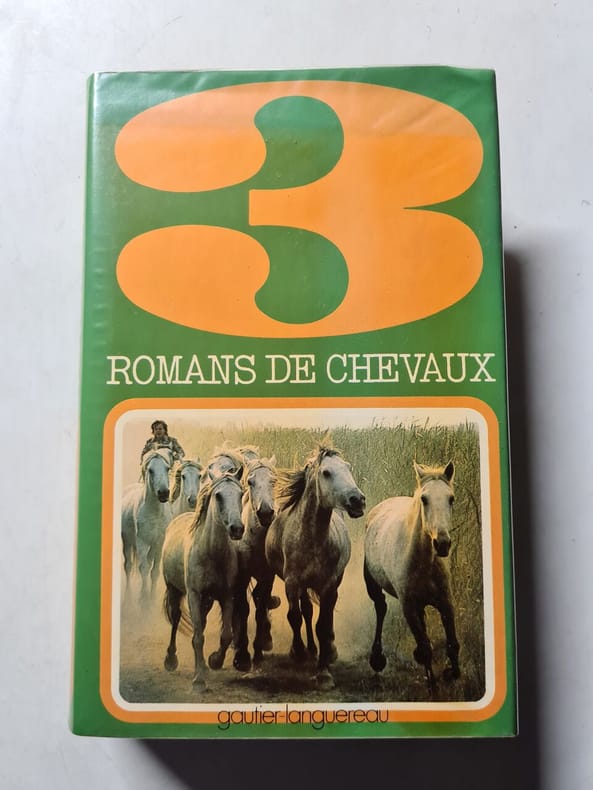 3
ROMANS DE CHEVAUX
gautier-languereau